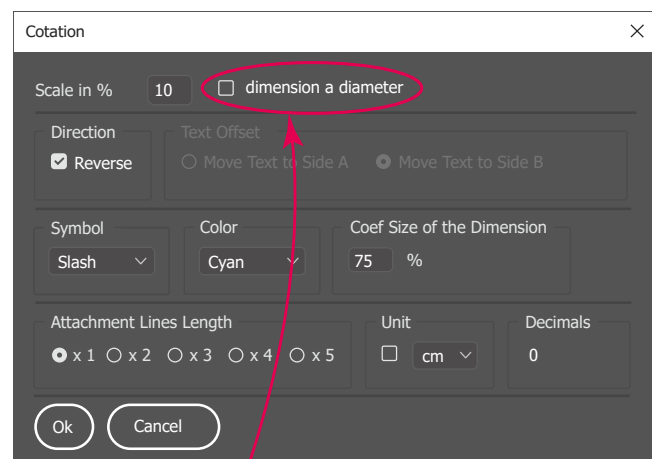 Cotation
Scale in % 10 dimension a diameter
Direction Text Offset
Reverse Move Text to Side A Move Text to Side B
Symbol Color Coef Size of the Dimension
Slash Cyan 75 %
Attachment Lines Length Unit Decimals
x 1 x 2 x 3 x 4 x 5 cm 0
Ok Cancel